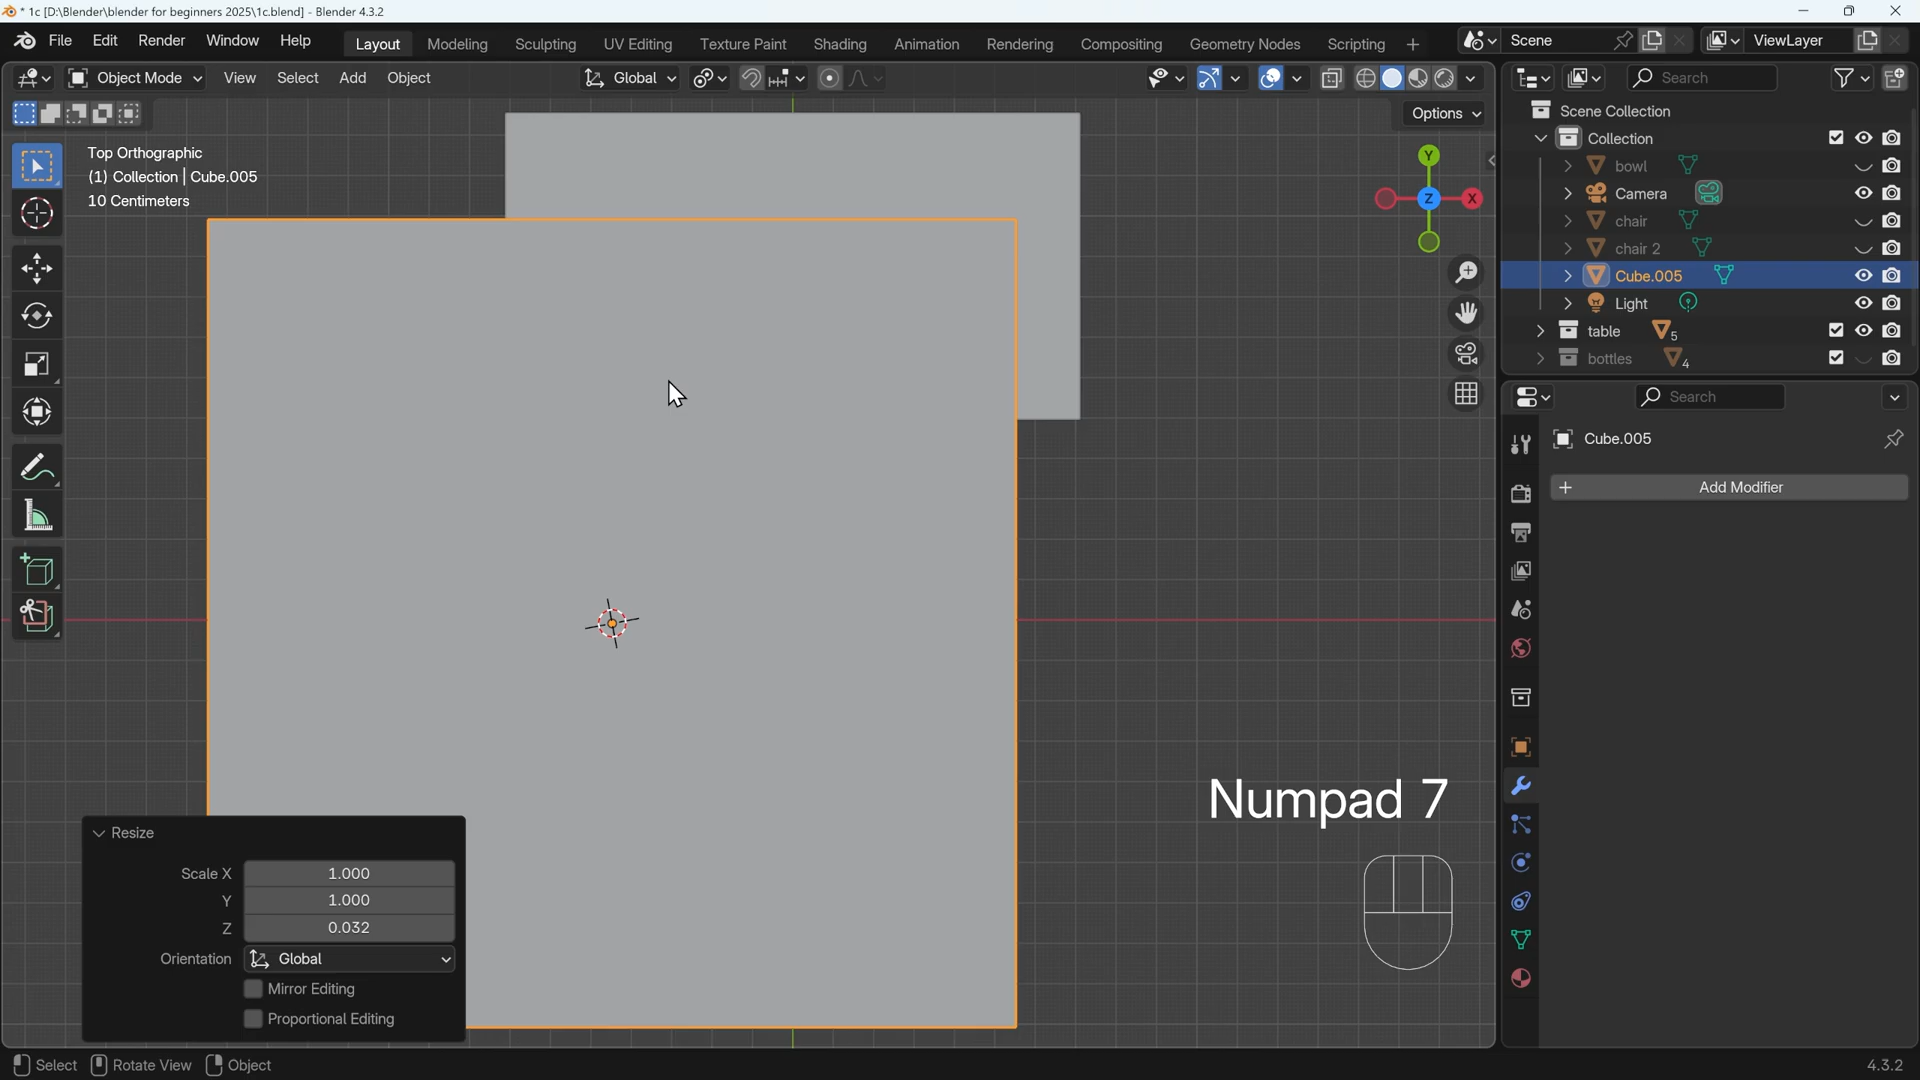 * 1c [D:\Blender\blender for beginners 2025\1c.blend] - Blender 4.3.2
File Edit Render Window Help Layout Modeling Sculpting UV Editing Texture Paint Shading Animation Rendering Compositing Geometry Nodes Scripting + Scene ViewLayer
Object Mode View Select Add Object Global Search
Options
Top Orthographic
(1) Collection | Cube.005
10 Centimeters
Y
Z
X
Scene Collection
Collection
bowl
Camera
chair
chair 2
Cube.005
Light
table 5
bottles 4
Search
Cube.005
+ Add Modifier
Numpad 7
Resize
Scale X 1.000
Y 1.000
Z 0.032
Orientation Global
Mirror Editing
Proportional Editing
Select Rotate View Object 4.3.2